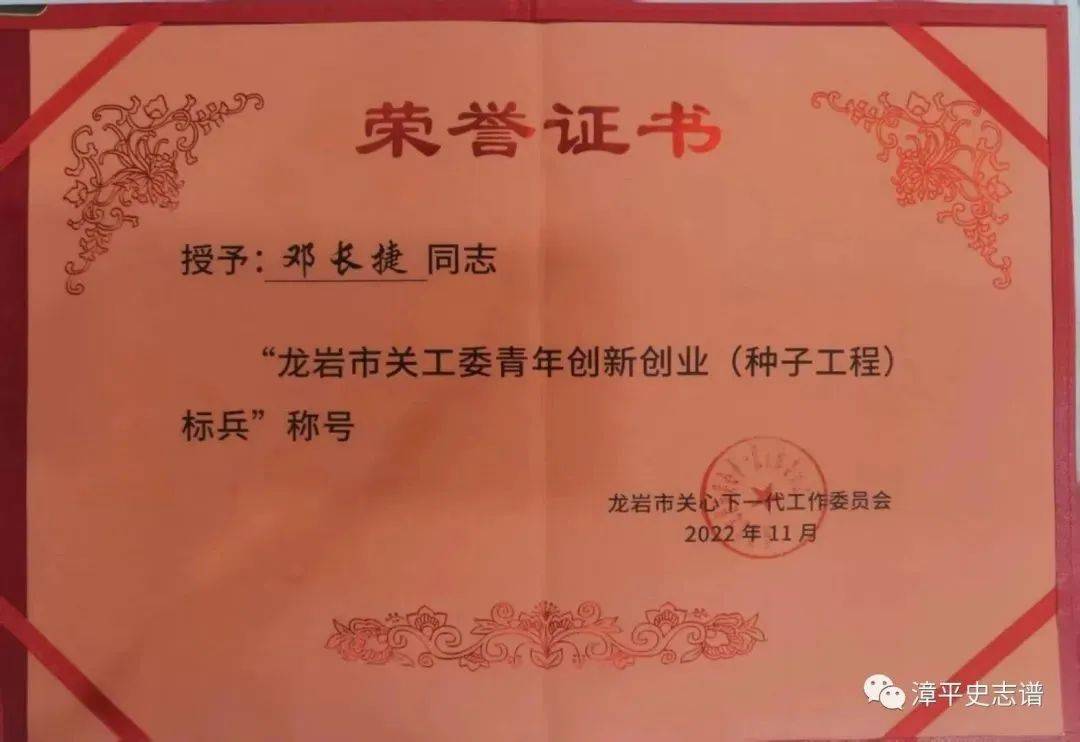 荣誉证书
授予：邓长捷同志
“龙岩市关工委青年创新创业（种子工程）
标兵”称号
龙岩市关心下一代工作委员会
2022年11月
漳平史志谱